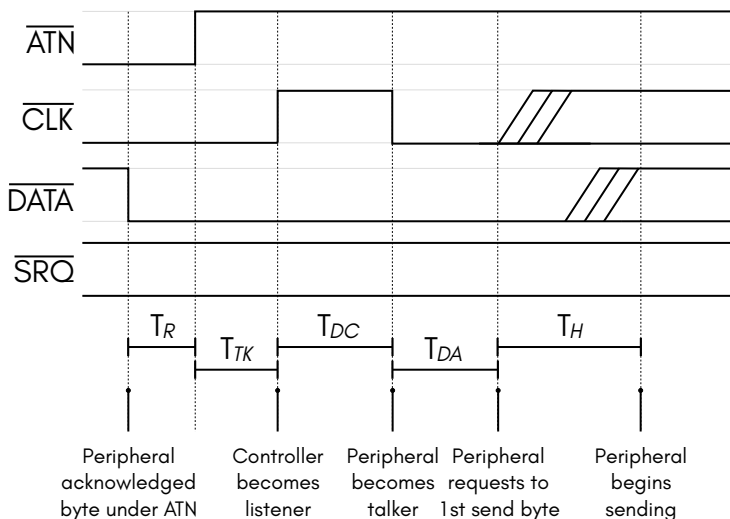 ATN
CLK
DATA
SRQ
TR
TTK
TDC
TDA
TH
Peripheral
acknowledged
byte under ATN
Controller
becomes
listener
Peripheral
becomes
talker
Peripheral
requests to
1st send byte
Peripheral
begins
sending